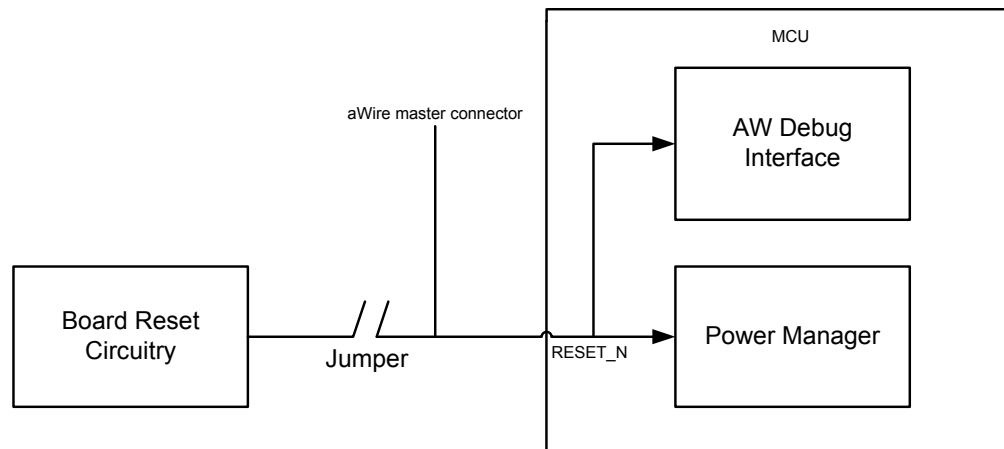 MCU
aWire master connector
AW Debug
Interface
Board Reset
Circuitry
Jumper
RESET_N
Power Manager